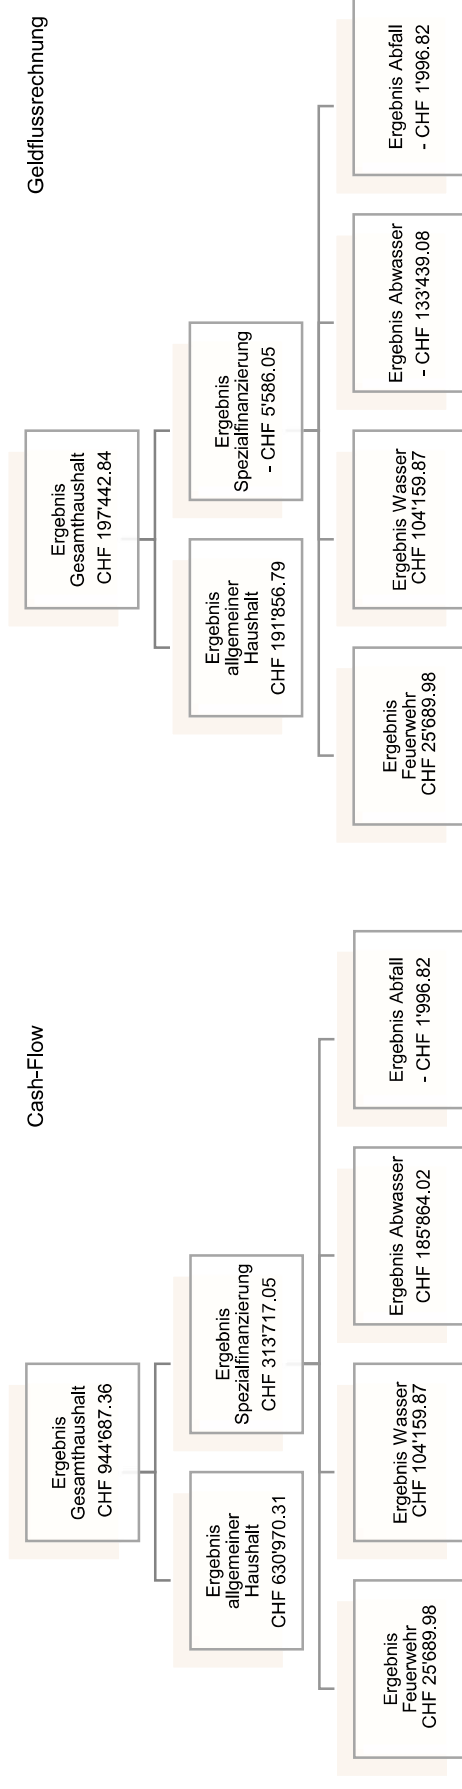 Cash-Flow
Ergebnis
Gesamthaushalt
CHF 944'687.36
Ergebnis
allgemeiner
Haushalt
CHF 630'970.31
Ergebnis
Spezialfinanzierung
CHF 313'717.05
Ergebnis
Feuerwehr
CHF 25'689.98
Ergebnis Wasser
CHF 104'159.87
Ergebnis Abwasser
CHF 185'864.02
Ergebnis Abfall
- CHF 1'996.82
Geldflussrechnung
Ergebnis
Gesamthaushalt
CHF 197'442.84
Ergebnis
allgemeiner
Haushalt
CHF 191'856.79
Ergebnis
Spezialfinanzierung
- CHF 5'586.05
Ergebnis
Feuerwehr
CHF 25'689.98
Ergebnis Wasser
CHF 104'159.87
Ergebnis Abwasser
- CHF 133'439.08
Ergebnis Abfall
- CHF 1'996.82